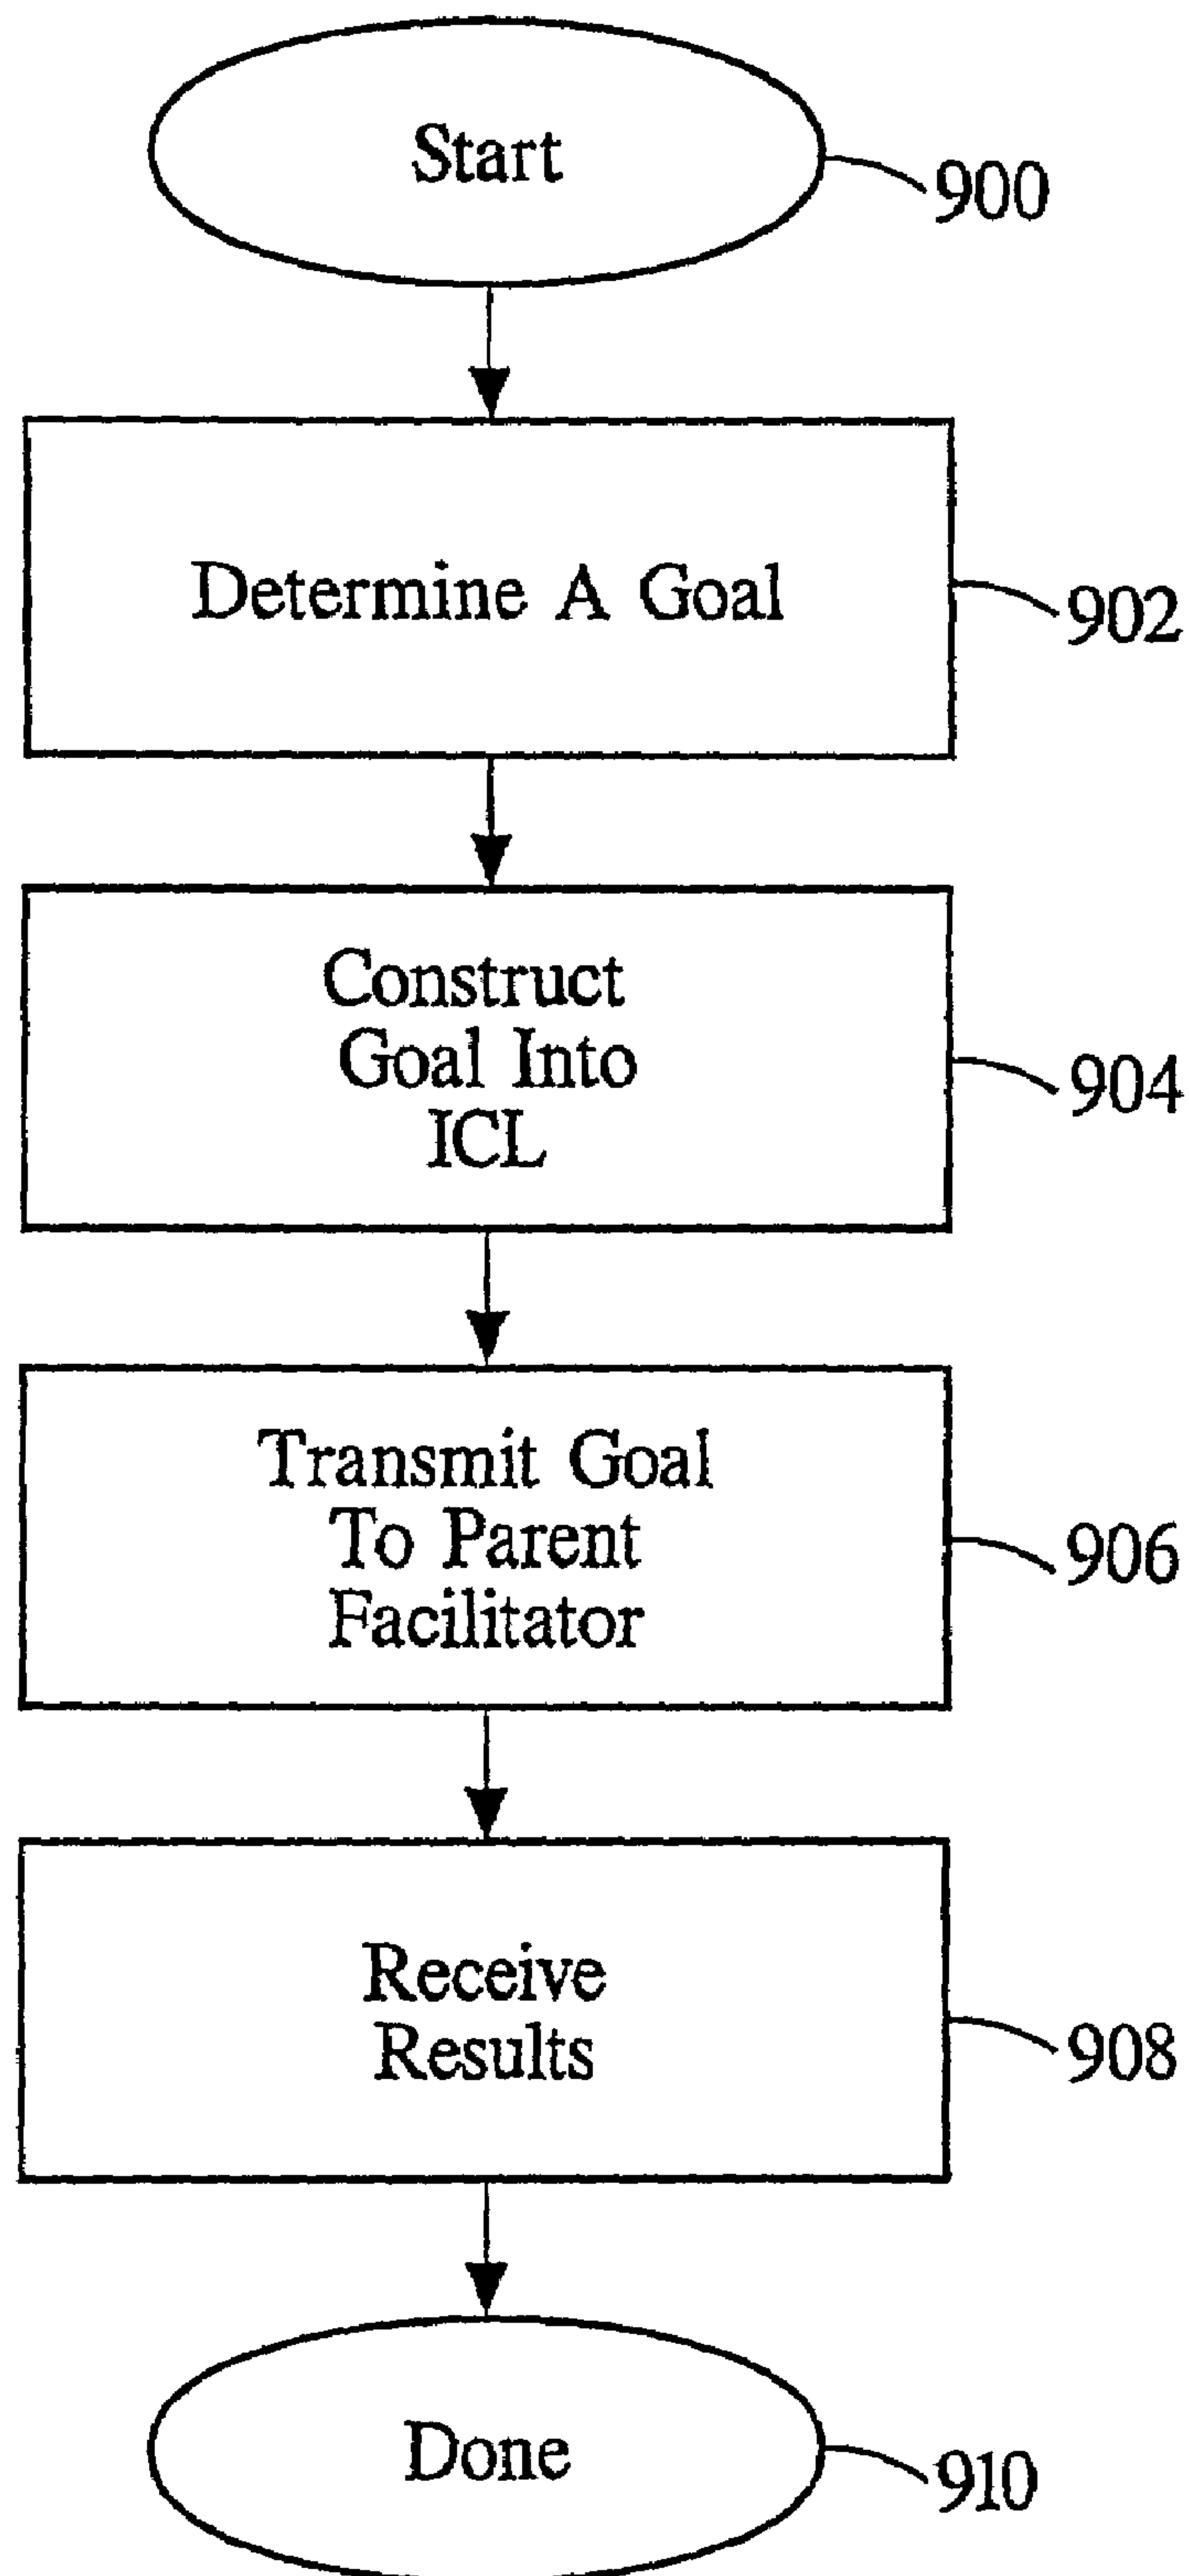 Start
900
Determine A Goal
902
Construct
Goal Into
ICL
904
Transmit Goal
To Parent
Facilitator
906
Receive
Results
908
Done
910